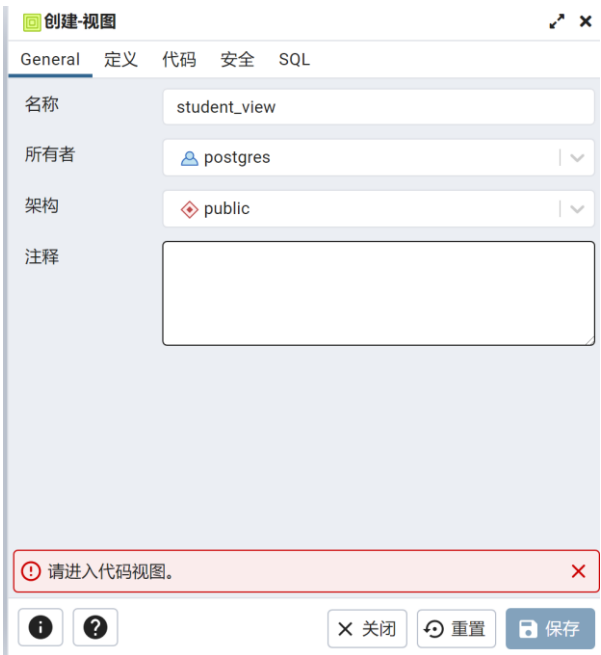 创建-视图
General 定义 代码 安全 SQL
名称 student_view
所有者 postgres
架构 public
注释
请进入代码视图。
关闭 重置 保存